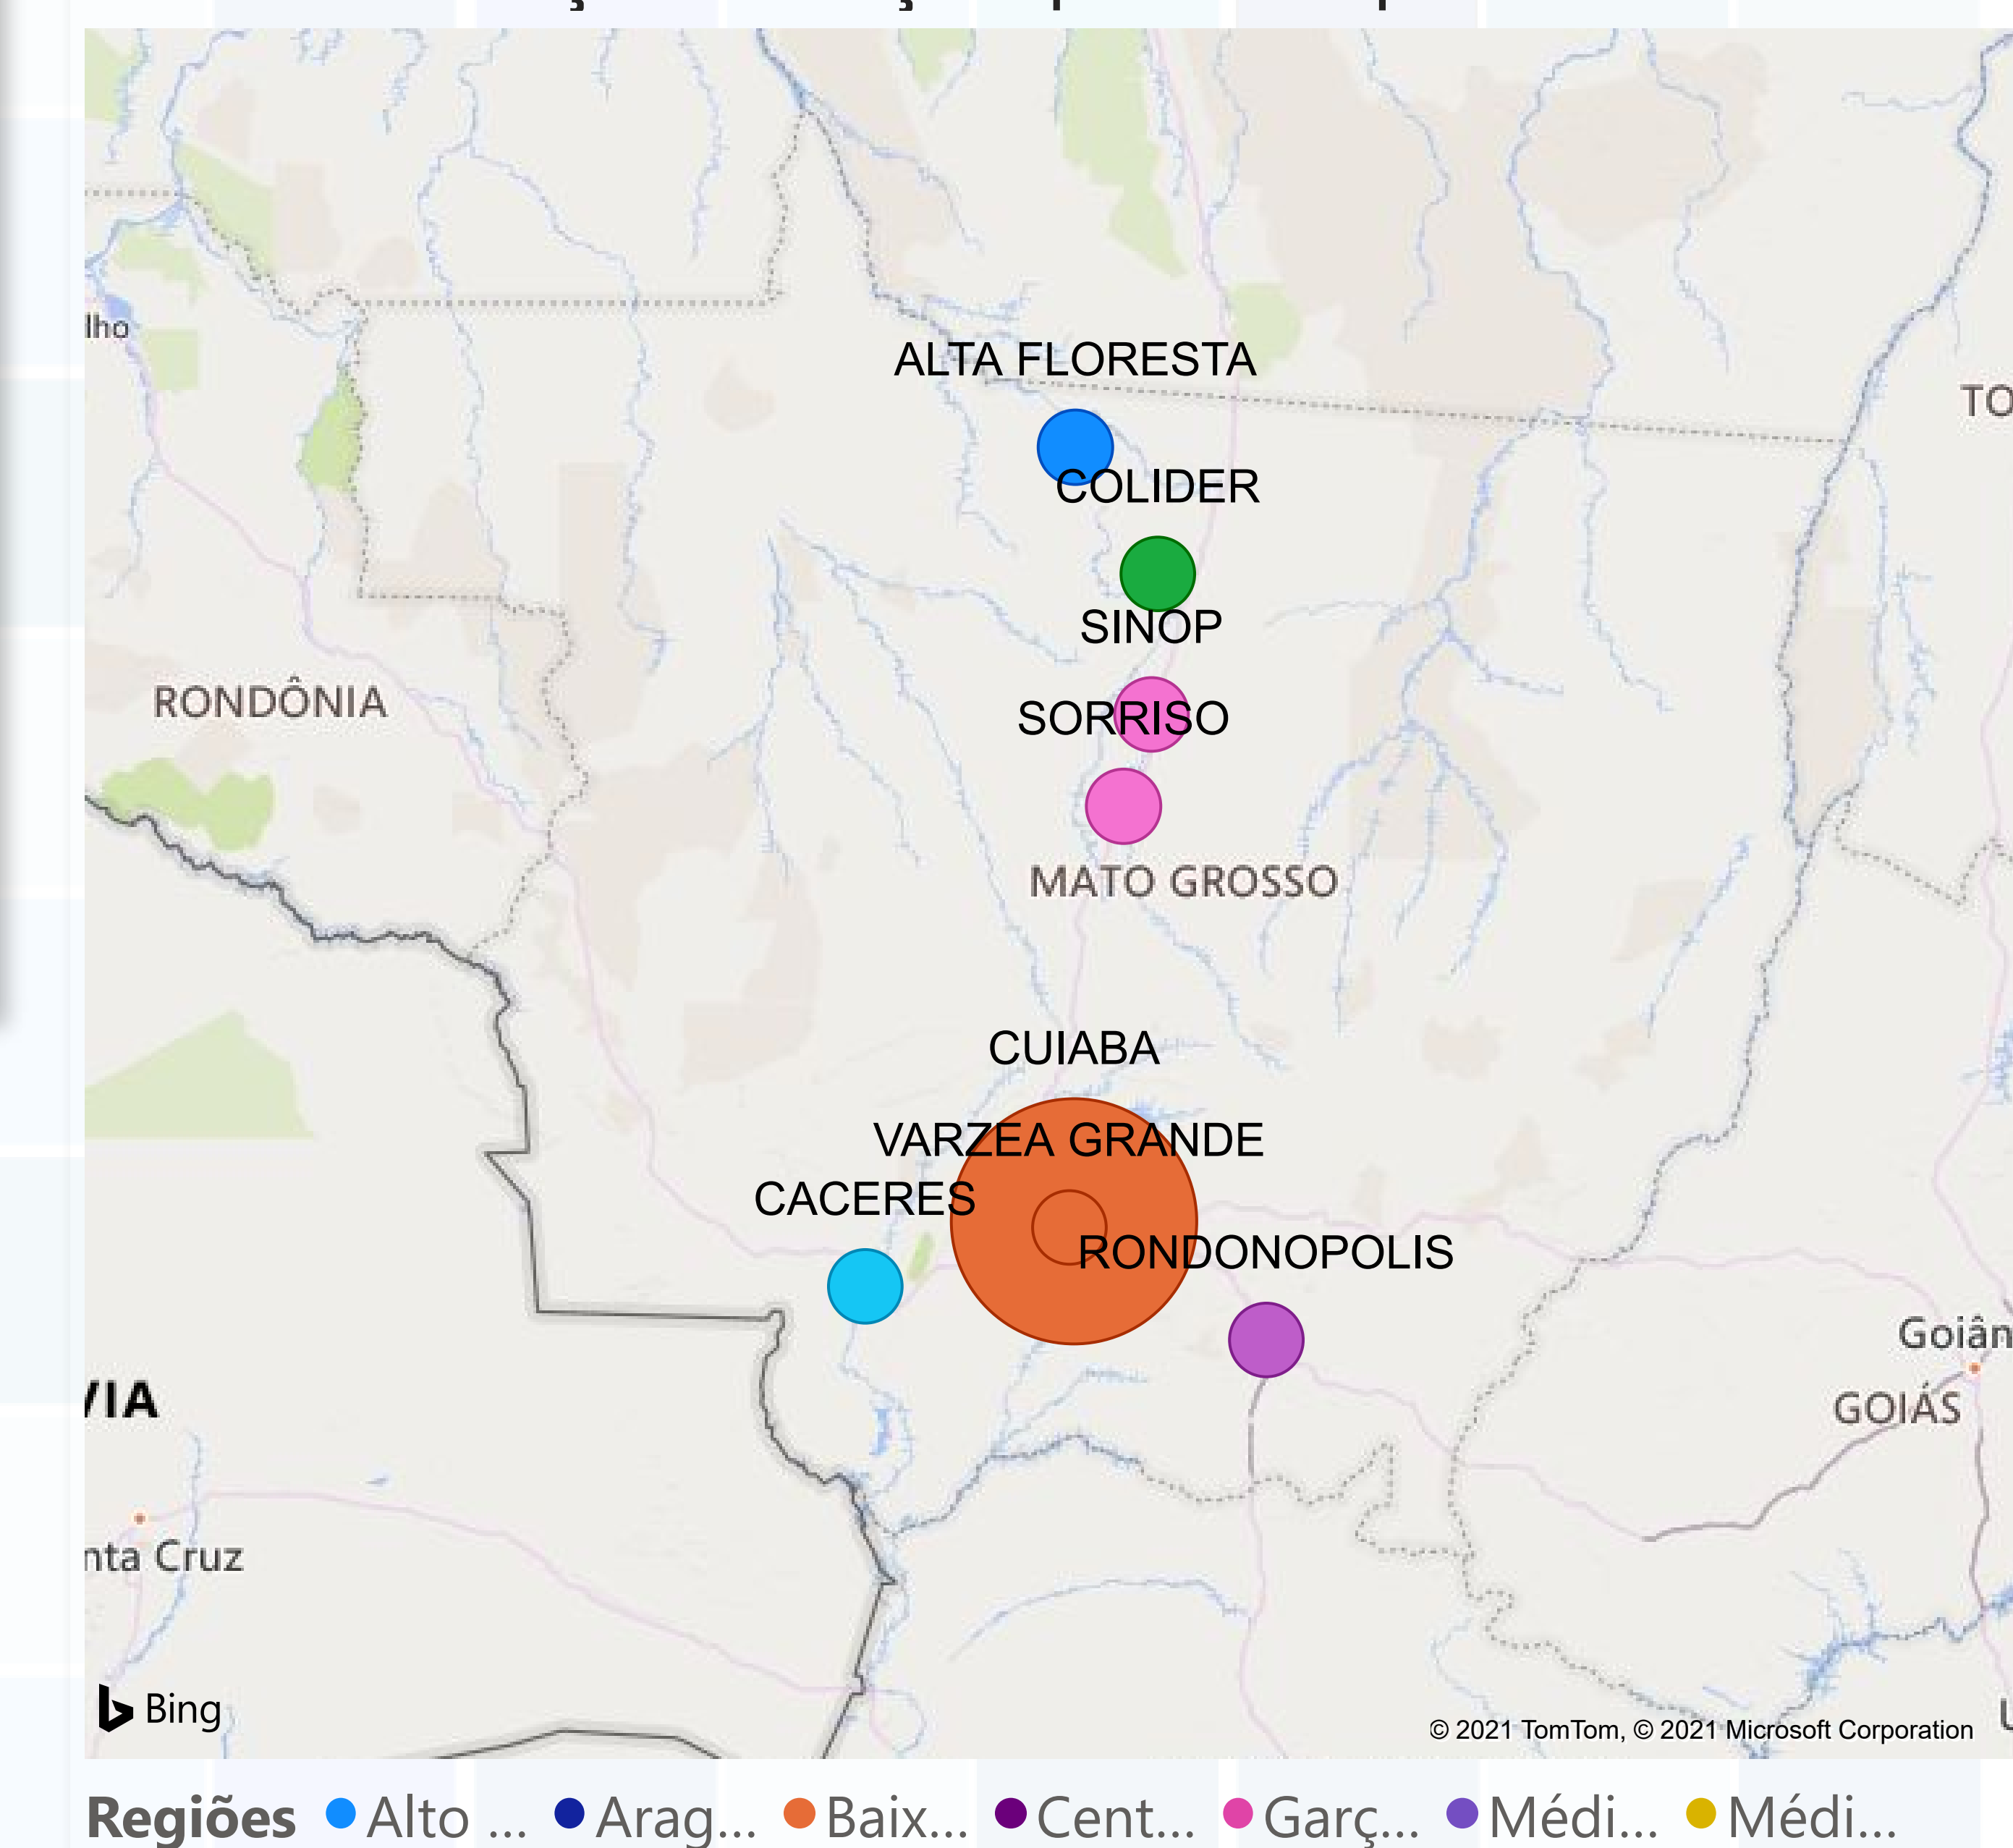 lho
ALTA FLORESTA
TO
COLIDER
SINOP
RONDÔNIA
SORRISO
MATO GROSSO
CUIABA
VARZEA GRANDE
CACERES
RONDONOPOLIS
Goiân
VIA
GOIÁS
nta Cruz
Bing
© 2021 TomTom, © 2021 Microsoft Corporation
Regiões Alto ... Arag... Baix... Cent... Garç... Médi... Médi...